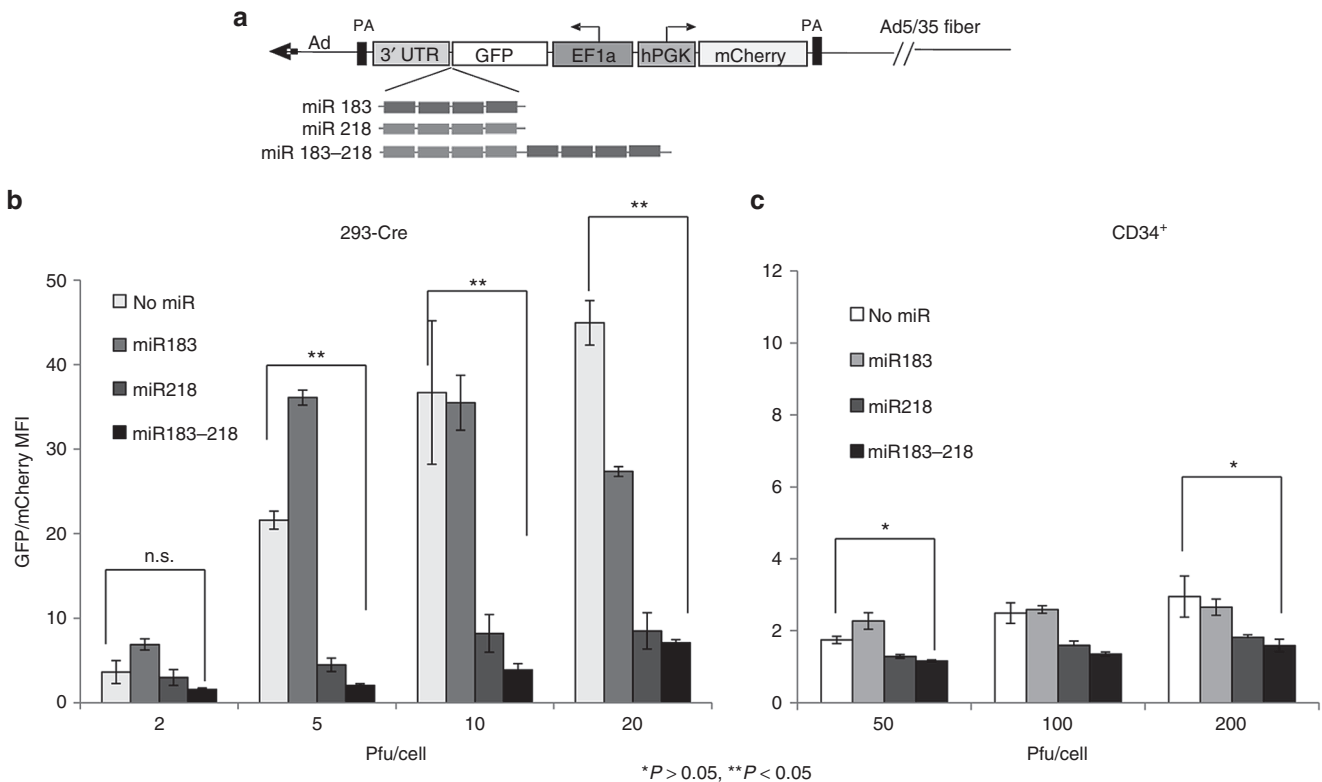 a
PA
PA
Ad
3′ UTR
GFP
EF1a
hPGK
mCherry
Ad5/35 fiber
miR 183
miR 218
miR 183–218
b
293-Cre
GFP/mCherry MFI
50
40
30
20
10
0
No miR
miR183
miR218
miR183–218
n.s.
**
**
**
2
5
10
20
Pfu/cell
c
CD34+
12
10
8
6
4
2
0
No miR
miR183
miR218
miR183–218
*
*
50
100
200
Pfu/cell
*P > 0.05, **P < 0.05